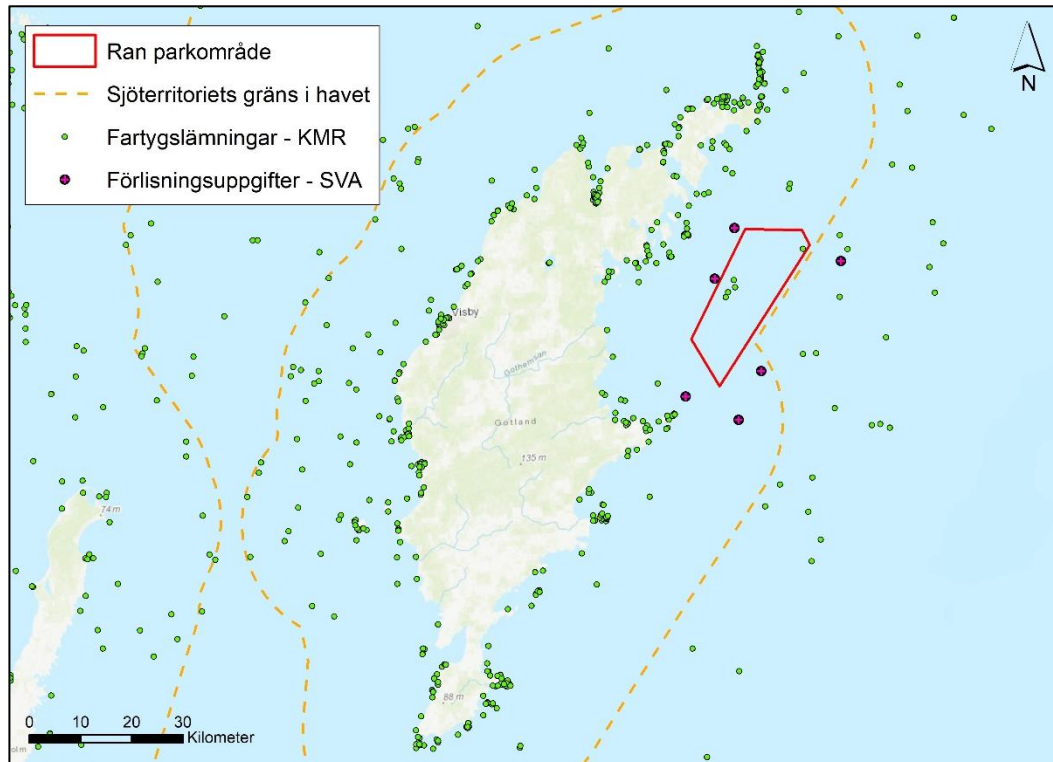 Ran parkområde
Sjöterritoriets gräns i havet
Fartygslämningar - KMR
Förlisningsuppgifter - SVA
N
Visby
Gothemsån
Gotland
135 m
74 m
88 m
0 10 20 30
Kilometer
olm